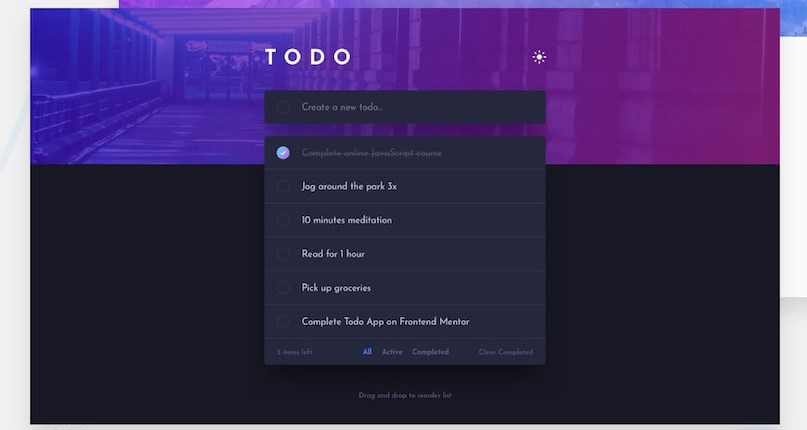 TODO
Create a new todo...
Complete online JavaScript course
Jog around the park 3x
10 minutes meditation
Read for 1 hour
Pick up groceries
Complete Todo App on Frontend Mentor
5 items left All Active Completed Clear Completed
Drag and drop to reorder list